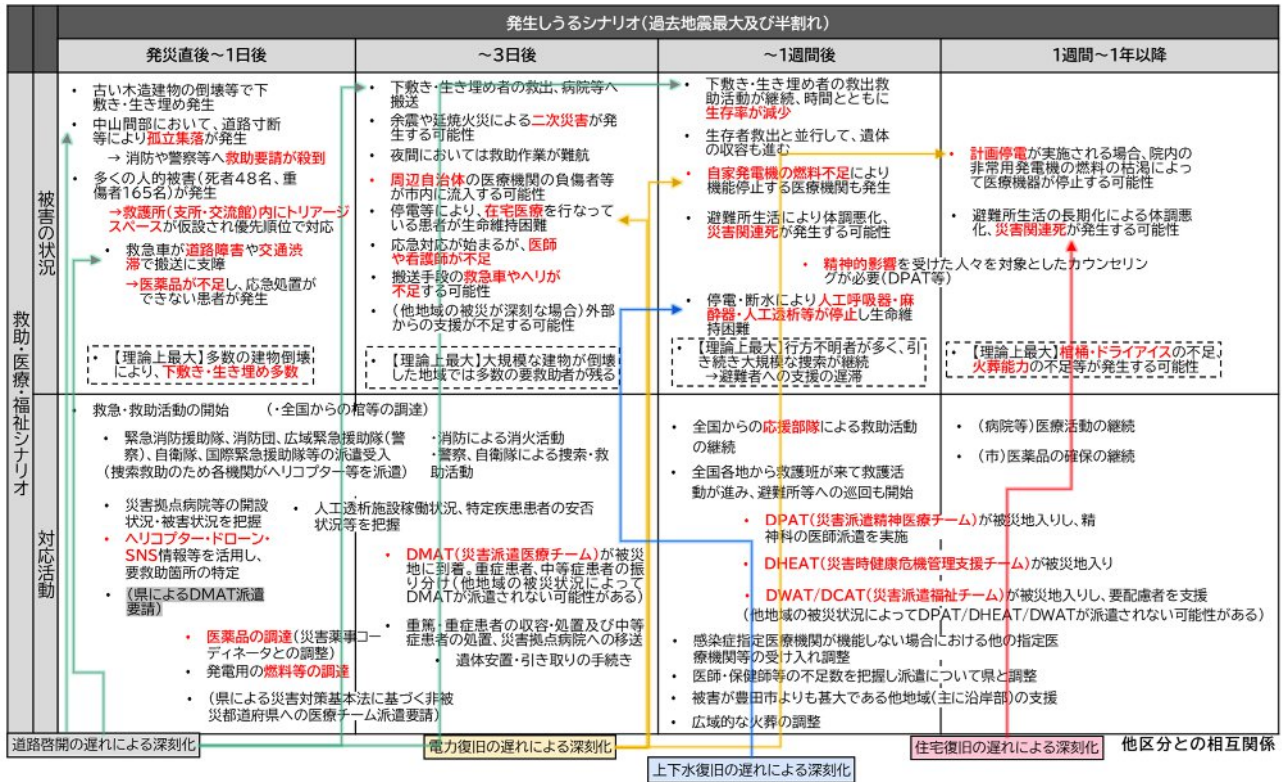 発生しうるシナリオ(過去地震最大及び半割れ)
発災直後～1日後
～3日後
～1週間後
1週間～1年以降
救助・医療・福祉シナリオ
被害の状況
・ 古い木造建物の倒壊等で下
敷き・生き埋め発生
・ 中山間部において、道路寸断
等により孤立集落が発生
→ 消防や警察等へ救助要請が殺到
・ 多くの人的被害(死者48名、重
傷者165名)が発生
→救護所(支所・交流館)内にトリアージ
スペースが仮設され優先順位で対応
・ 救急車が道路障害や交通渋
滞で搬送に支障
→医薬品が不足し、応急処置が
できない患者が発生
・ 【理論上最大】多数の建物倒壊
により、下敷き・生き埋め多数
・ 下敷き・生き埋め者の救出、病院等へ
搬送
・ 余震や延焼火災による二次災害が発
生する可能性
・ 夜間においては救助作業が難航
・ 周辺自治体の医療機関の負傷者等
が市内に流入する可能性
・ 停電等により、在宅医療を行なって
いる患者が生命維持困難
・ 応急対応が始まるが、医師
や看護師が不足
・ 搬送手段の救急車やヘリが
不足する可能性
・ (他地域の被災が深刻な場合)外部
からの支援が不足する可能性
・ 【理論上最大】大規模な建物が倒壊
した地域では多数の要救助者が残る
・ 下敷き・生き埋め者の救出救
助活動が継続、時間とともに
生存率が減少
・ 生存者救出と並行して、遺体
の収容も進む
・ 自家発電機の燃料不足により
機能停止する医療機関も発生
・ 避難所生活により体調悪化、
災害関連死が発生する可能性
・ 精神的影響を受けた人々を対象としたカウンセリン
グが必要(DPAT等)
・ 停電・断水により人工呼吸器・麻
酔器・人工透析等が停止し生命維
持困難
・ 【理論上最大】行方不明者が多く、引
き続き大規模な捜索が継続
→避難者への支援の遅滞
・ 計画停電が実施される場合、院内の
非常用発電機の燃料の枯渇によっ
て医療機器が停止する可能性
・ 避難所生活の長期化による体調悪
化、災害関連死が発生する可能性
・ 【理論上最大】棺桶・ドライアイスの不足、
火葬能力の不足等が発生する可能性
対応活動
・ 救急・救助活動の開始 (・全国からの棺等の調達)
・ 緊急消防援助隊、消防団、広域緊急援助隊(警
察)、自衛隊、国際緊急援助隊等の派遣受入
(捜索救助のため各機関がヘリコプター等を派遣)
・消防による消火活動
・警察、自衛隊による捜索・救
助活動
・ 災害拠点病院等の開設
状況・被害状況を把握
・ ヘリコプター・ドローン・
SNS情報等を活用し、
要救助箇所の特定
・ (県によるDMAT派遣
要請)
・ 人工透析施設稼働状況、特定疾患患者の安否
状況等を把握
・ DMAT(災害派遣医療チーム)が被災
地に到着。重症患者、中等症患者の振
り分け(他地域の被災状況によって
DMATが派遣されない可能性がある)
・ 重篤・重症患者の収容・処置及び中等
症患者の処置、災害拠点病院への移送
・ 遺体安置・引き取りの手続き
・ 医薬品の調達(災害薬事コー
ディネータとの調整)
・ 発電用の燃料等の調達
・ (県による災害対策基本法に基づく非被
災都道府県への医療チーム派遣要請)
・ 全国からの応援部隊による救助活動
の継続
・ 全国各地から救護班が来て救護活
動が進み、避難所等への巡回も開始
・ DPAT(災害派遣精神医療チーム)が被災地入りし、精
神科の医師派遣を実施
・ DHEAT(災害時健康危機管理支援チーム)が被災地入り
・ DWAT/DCAT(災害派遣福祉チーム)が被災地入りし、要配慮者を支援
(他地域の被災状況によってDPAT/DHEAT/DWATが派遣されない可能性がある)
・ 感染症指定医療機関が機能しない場合における他の指定医
療機関等の受け入れ調整
・ 医師・保健師等の不足数を把握し派遣について県と調整
・ 被害が豊田市よりも甚大である他地域(主に沿岸部)の支援
・ 広域的な火葬の調整
・ (病院等)医療活動の継続
・ (市)医薬品の確保の継続
道路啓開の遅れによる深刻化
電力復旧の遅れによる深刻化
上下水復旧の遅れによる深刻化
住宅復旧の遅れによる深刻化
他区分との相互関係